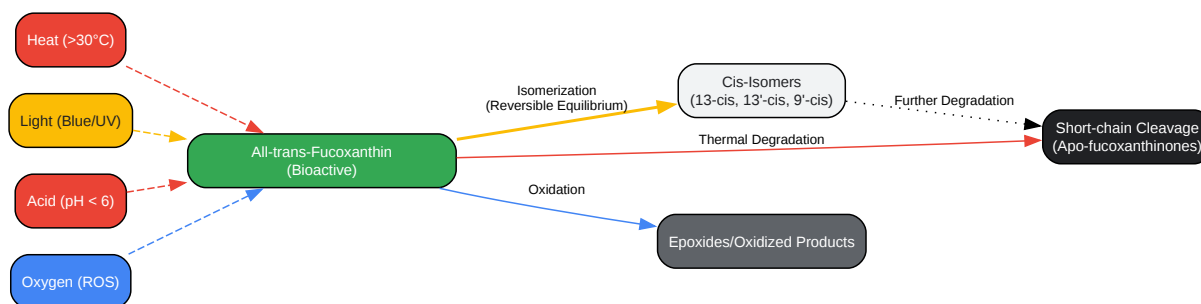 Heat (>30°C)
Light (Blue/UV)
Acid (pH < 6)
Oxygen (ROS)
All-trans-Fucoxanthin
(Bioactive)
Isomerization
(Reversible Equilibrium)
Thermal Degradation
Oxidation
Cis-Isomers
(13-cis, 13'-cis, 9'-cis)
Epoxides/Oxidized Products
Further Degradation
Short-chain Cleavage
(Apo-fucoxanthinones)